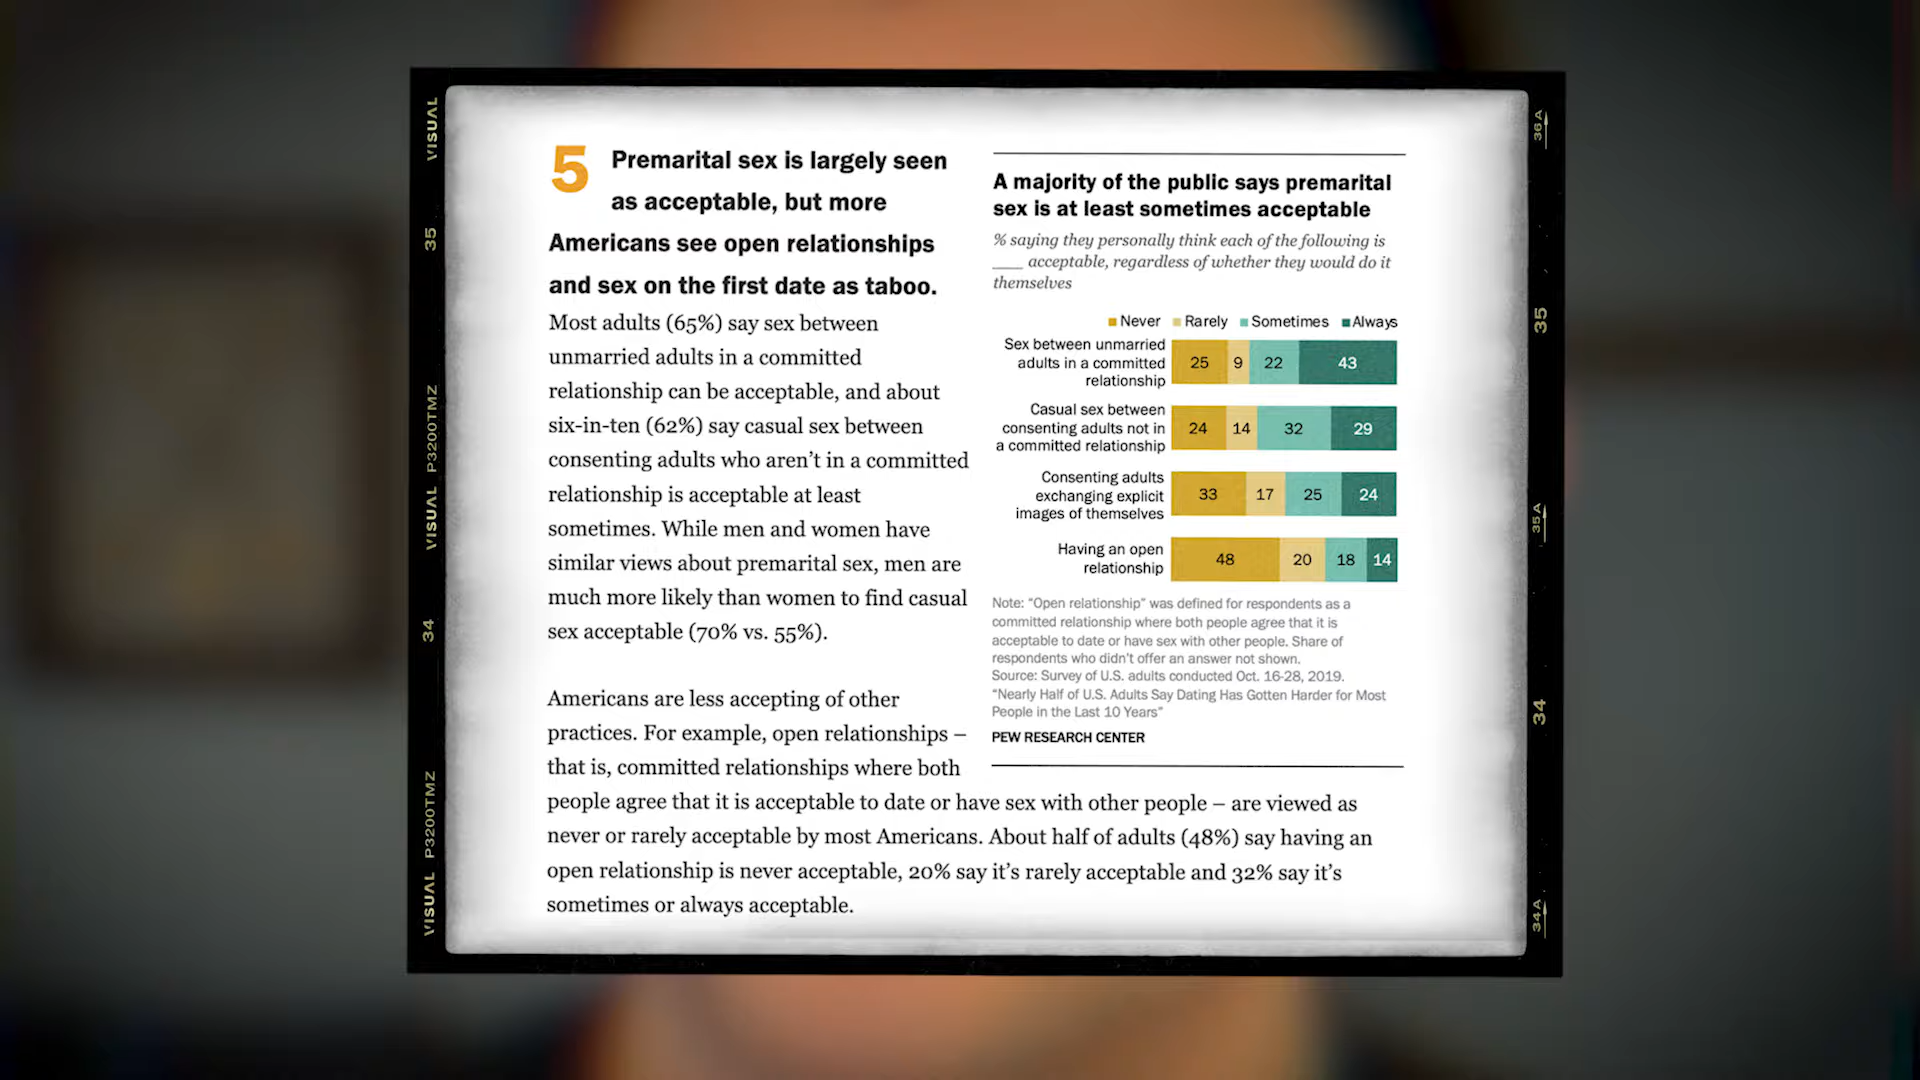 5 Premarital sex is largely seen
as acceptable, but more
Americans see open relationships
and sex on the first date as taboo.
Most adults (65%) say sex between
unmarried adults in a committed
relationship can be acceptable, and about
six-in-ten (62%) say casual sex between
consenting adults who aren't in a committed
relationship is acceptable at least
sometimes. While men and women have
similar views about premarital sex, men are
much more likely than women to find casual
sex acceptable (70% vs. 55%).
Americans are less accepting of other
practices. For example, open relationships –
that is, committed relationships where both
people agree that it is acceptable to date or have sex with other people – are viewed as
never or rarely acceptable by most Americans. About half of adults (48%) say having an
open relationship is never acceptable, 20% say it's rarely acceptable and 32% say it's
sometimes or always acceptable.
A majority of the public says premarital
sex is at least sometimes acceptable
% saying they personally think each of the following is
___ acceptable, regardless of whether they would do it
themselves
Never Rarely Sometimes Always
Sex between unmarried
adults in a committed
relationship
25 9 22 43
Casual sex between
consenting adults not in
a committed relationship
24 14 32 29
Consenting adults
exchanging explicit
images of themselves
33 17 25 24
Having an open
relationship
48 20 18 14
Note: “Open relationship” was defined for respondents as a
committed relationship where both people agree that it is
acceptable to date or have sex with other people. Share of
respondents who didn't offer an answer not shown.
Source: Survey of U.S. adults conducted Oct. 16-28, 2019.
“Nearly Half of U.S. Adults Say Dating Has Gotten Harder for Most
People in the Last 10 Years”
PEW RESEARCH CENTER
VISUAL
35
VISUAL P3200TMZ
34
VISUAL P3200TMZ
36A
35
35A
34
34A